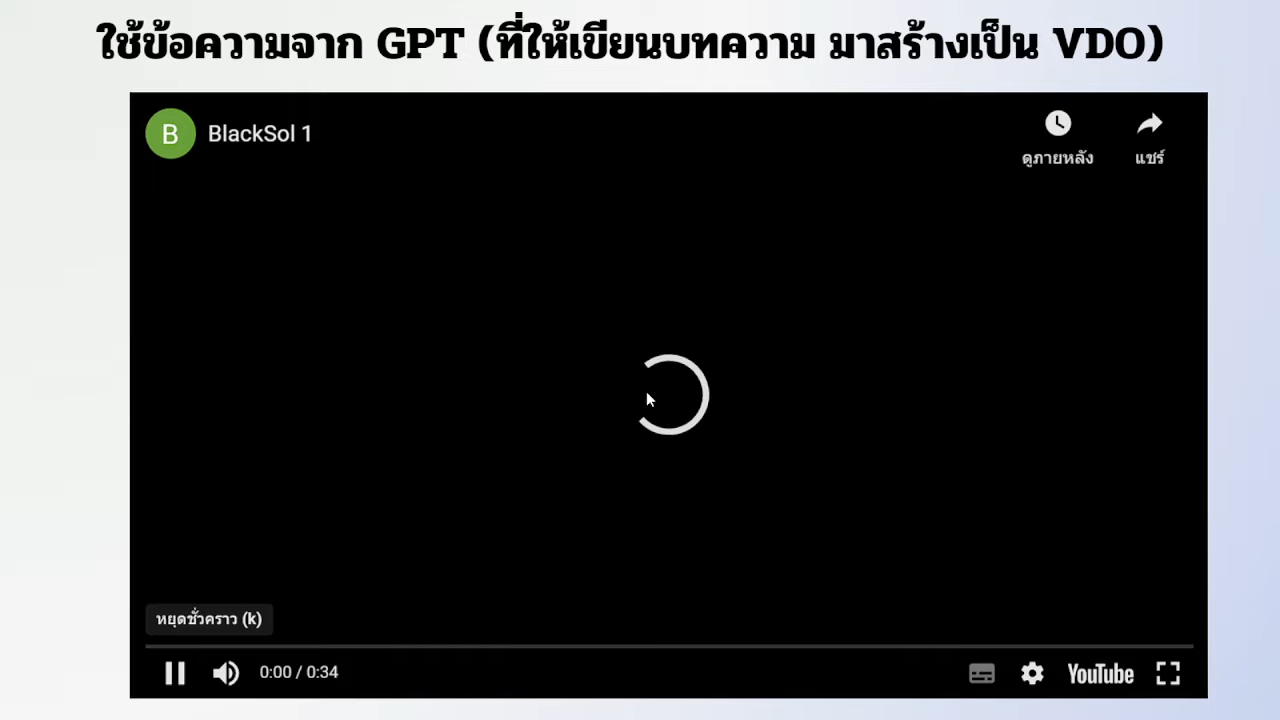 ใช้ข้อความจาก GPT (ที่ให้เขียนบทความ มาสร้างเป็น VDO)
B BlackSol 1
ดูภายหลัง แชร์
หยุดชั่วคราว (k)
0:00 / 0:34 YouTube